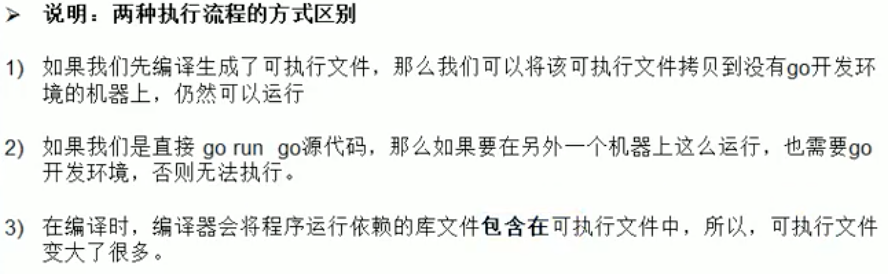 ➤ 说明：两种执行流程的方式区别
1) 如果我们先编译生成了可执行文件，那么我们可以将该可执行文件拷贝到没有go开发环
境的机器上，仍然可以运行
2) 如果我们是直接 go run go源代码，那么如果要在另外一个机器上这么运行，也需要go
开发环境，否则无法执行。
3) 在编译时，编译器会将程序运行依赖的库文件包含在可执行文件中，所以，可执行文件
变大了很多。